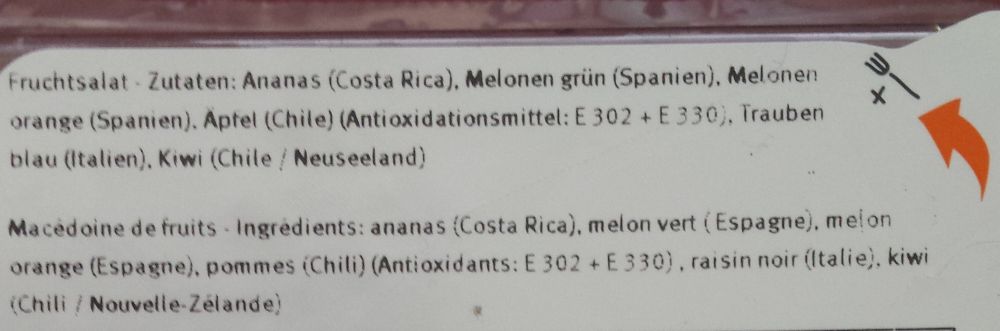 Fruchtsalat - Zutaten: Ananas (Costa Rica), Melonen grün (Spanien), Melonen
orange (Spanien), Äpfel (Chile) (Antioxidationsmittel: E 302 + E 330), Trauben
blau (Italien), Kiwi (Chile / Neuseeland)
Macédoine de fruits - Ingrédients: ananas (Costa Rica), melon vert ( Espagne), melon
orange (Espagne), pommes (Chili) (Antioxidants: E 302 + E 330) , raisin noir (Italie), kiwi
(Chili / Nouvelle-Zélande)